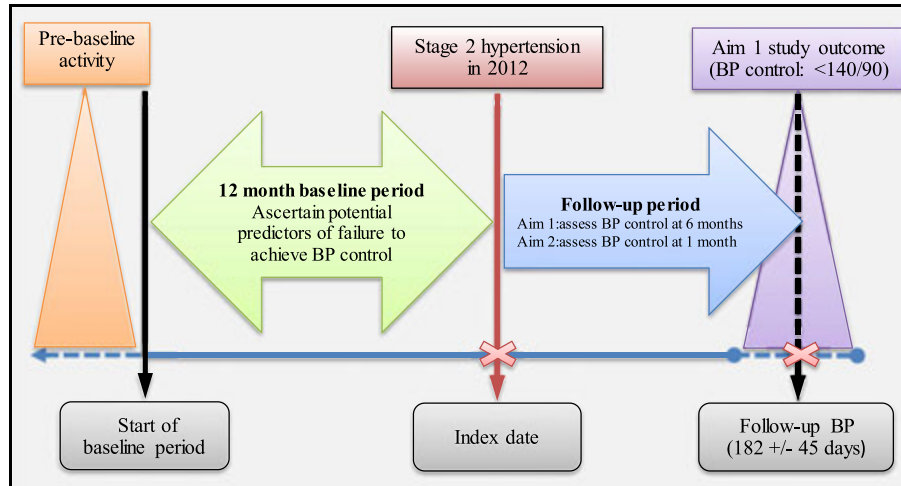 Pre-baseline
activity
Stage 2 hypertension
in 2012
Aim 1 study outcome
(BP control: <140/90)
12 month baseline period
Ascertain potential
predictors of failure to
achieve BP control
Follow-up period
Aim 1:assess BP control at 6 months
Aim 2:assess BP control at 1 month
Start of
baseline period
Index date
Follow-up BP
(182 +/- 45 days)